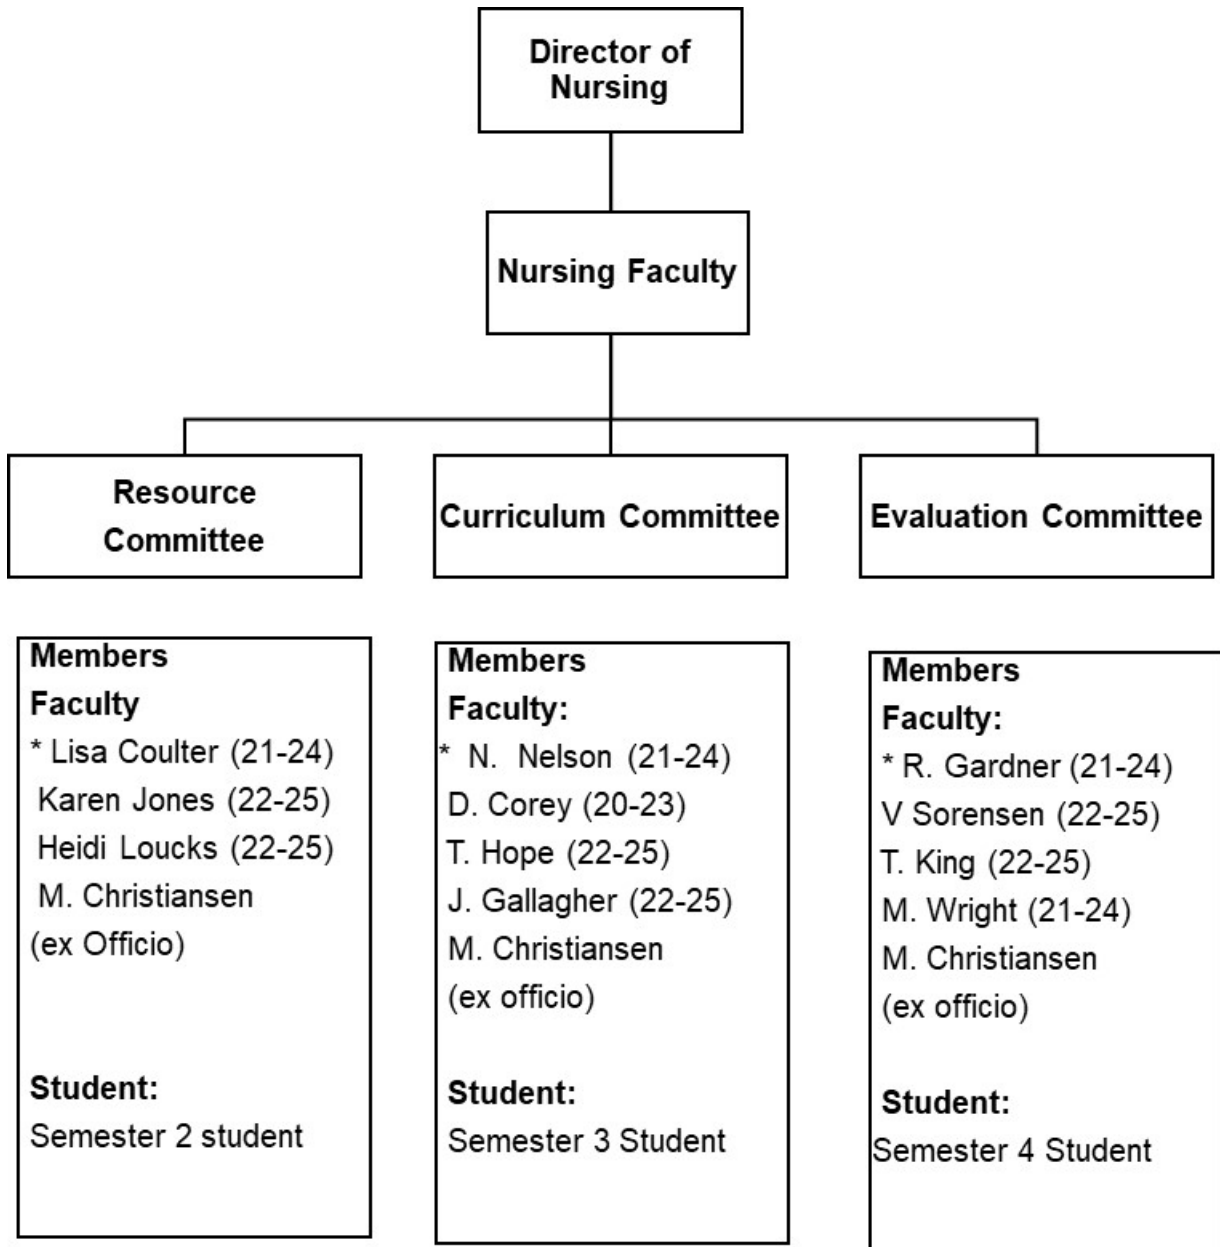 Director of
Nursing
Nursing Faculty
Resource
Committee
Curriculum Committee
Evaluation Committee
Members
Faculty
* Lisa Coulter (21-24)
Karen Jones (22-25)
Heidi Loucks (22-25)
M. Christiansen
(ex Officio)
Student:
Semester 2 student
Members
Faculty:
* N. Nelson (21-24)
D. Corey (20-23)
T. Hope (22-25)
J. Gallagher (22-25)
M. Christiansen
(ex officio)
Student:
Semester 3 Student
Members
Faculty:
* R. Gardner (21-24)
V Sorensen (22-25)
T. King (22-25)
M. Wright (21-24)
M. Christiansen
(ex officio)
Student:
Semester 4 Student